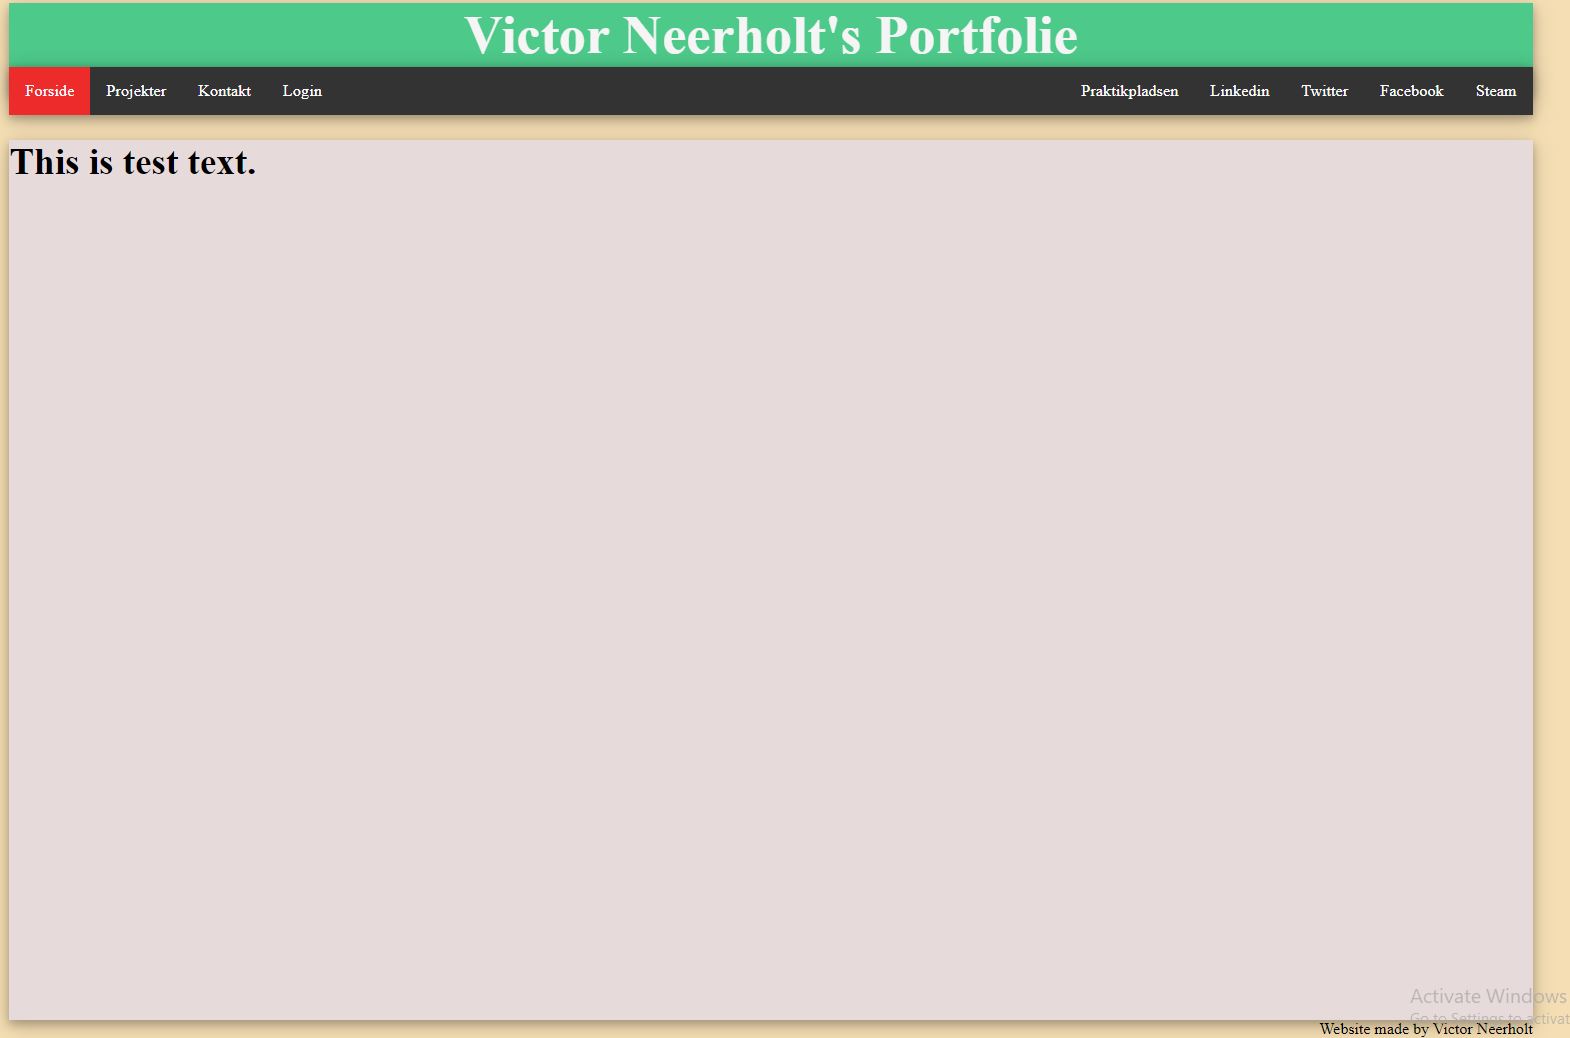 Victor Neerholt's Portfolie
Forside Projekter Kontakt Login Praktikpladsen Linkedin Twitter Facebook Steam
This is test text.
Activate Windows
Go to Settings to activat
Website made by Victor Neerholt